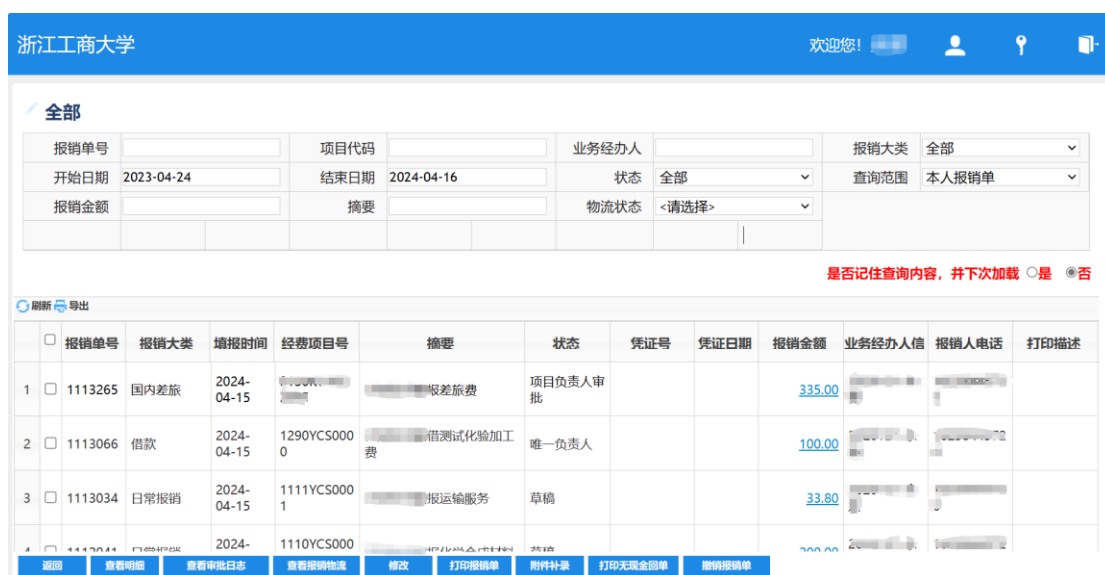 浙江工商大学 欢迎您!
全部
报销单号 项目代码 业务经办人 报销大类 全部
开始日期 2023-04-24 结束日期 2024-04-16 状态 全部 查询范围 本人报销单
报销金额 摘要 物流状态 <请选择>
是否记住查询内容，并下次加载 是 否
刷新 导出
报销单号 报销大类 填报时间 经费项目号 摘要 状态 凭证号 凭证日期 报销金额 业务经办人信 报销人电话 打印描述
1 1113265 国内差旅 2024-04-15 报差旅费 项目负责人审批 335.00
2 1113066 借款 2024-04-15 1290YCS0000 借测试化验加工费 唯一负责人 100.00
3 1113034 日常报销 2024-04-15 1111YCS0001 报运输服务 草稿 33.80
2024- 1110YCS000
返回 查看明细 查看审批日志 查看报销物流 修改 打印报销单 附件补录 打印无现金回单 撤销报销单